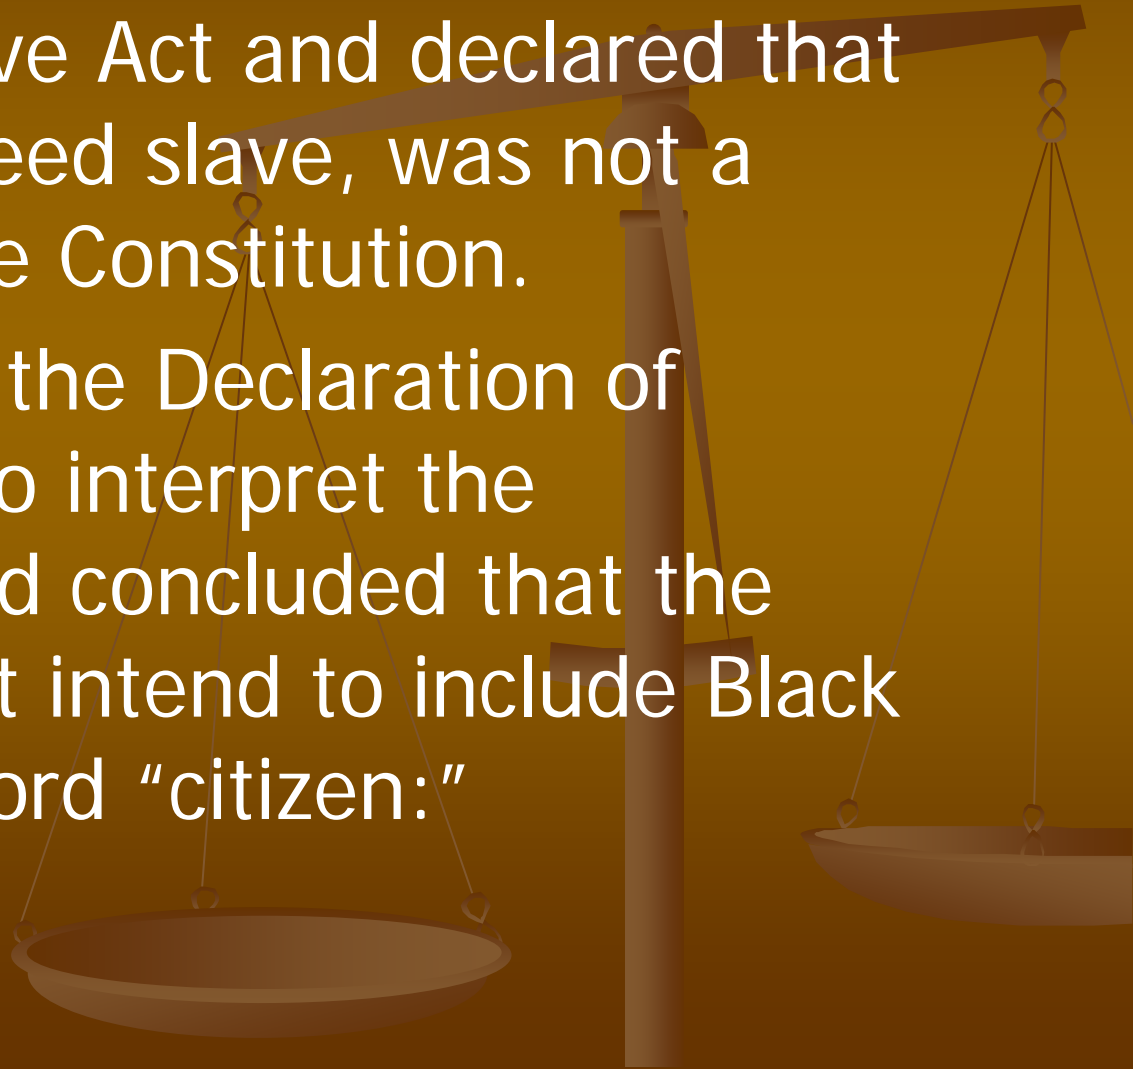 ve Act and declared that
eed slave, was not a
e Constitution.
the Declaration of
o interpret the
d concluded that the
t intend to include Black
ord “citizen:”